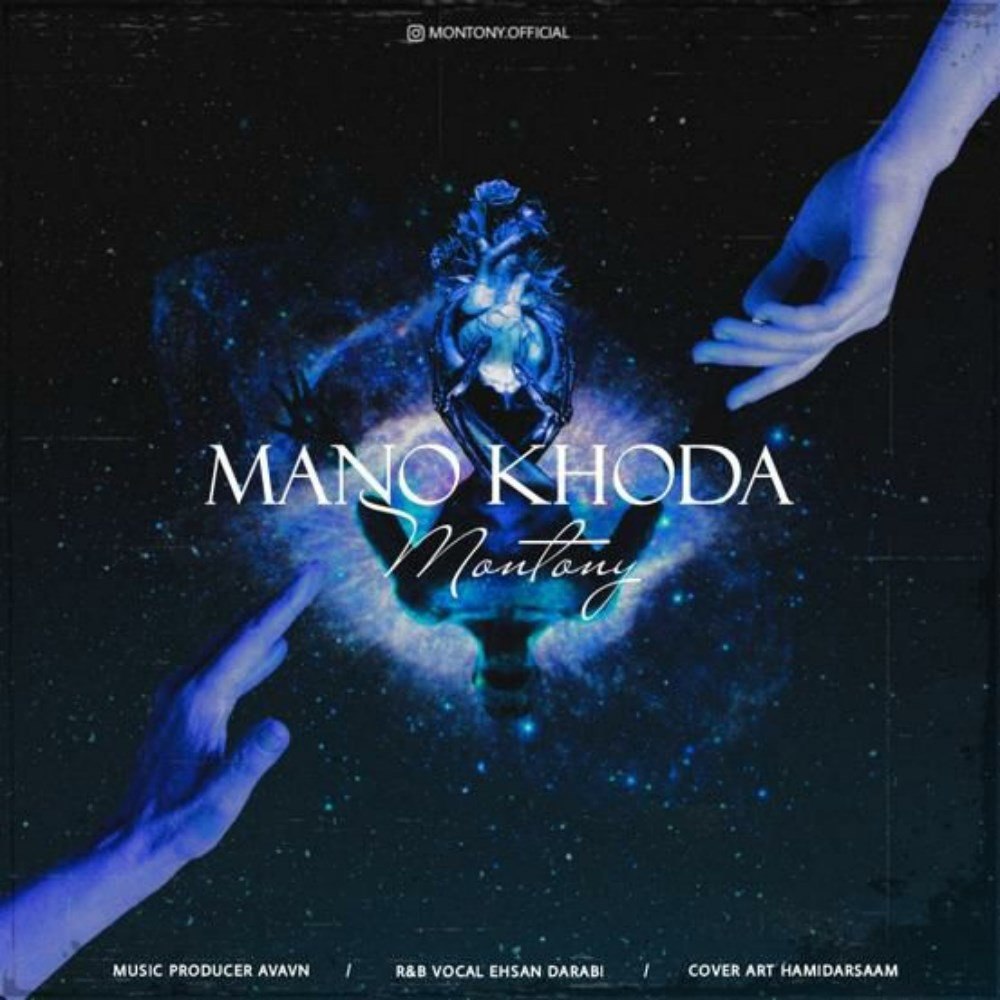 MONTONY.OFFICIAL
MANO KHODA
Montony
MUSIC PRODUCER AVAVN / R&B VOCAL EHSAN DARABI / COVER ART HAMIDARSAAM